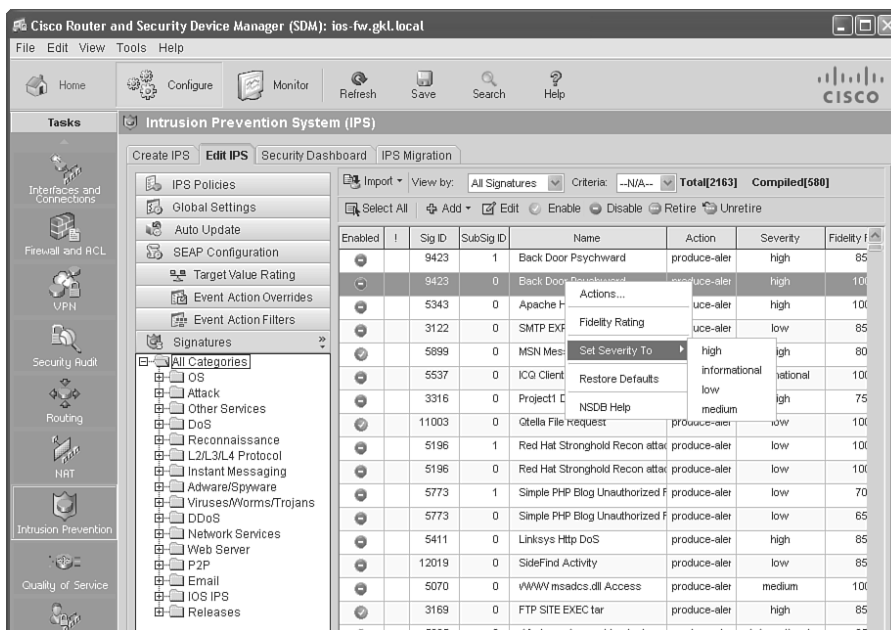 Cisco Router and Security Device Manager (SDM): ios-fw.gkl.local
File Edit View Tools Help
Home Configure Monitor Refresh Save Search Help CISCO
Tasks
Intrusion Prevention System (IPS)
Interfaces and Connections
Firewall and ACL
VPN
Security Audit
Routing
NAT
Intrusion Prevention
Quality of Service
Create IPS Edit IPS Security Dashboard IPS Migration
IPS Policies
Global Settings
Auto Update
SEAP Configuration
Target Value Rating
Event Action Overrides
Event Action Filters
Signatures »
All Categories
OS
Attack
Other Services
DoS
Reconnaissance
L2/L3/L4 Protocol
Instant Messaging
Adware/Spyware
Viruses/Worms/Trojans
DDoS
Network Services
Web Server
P2P
Email
IOS IPS
Releases
Import View by: All Signatures Criteria: --N/A-- Total[2163] Compiled[580]
Select All Add Edit Enable Disable Retire Unretire
Enabled ! Sig ID SubSig ID Name Action Severity Fidelity
9423 1 Back Door Psychward produce-aler high 85
9423 0 Back Door produce-aler high 100
5343 0 Apache H uce-aler high 100
3122 0 SMTP EXP uce-aler low 85
5899 0 MSN Mes igh 80
5537 0 ICQ Client national 100
3316 0 Project1 D igh 75
11003 0 Qtella File Request produce-aler low 100
5196 1 Red Hat Stronghold Recon attac produce-aler low 100
5196 0 Red Hat Stronghold Recon attac produce-aler low 100
5773 1 Simple PHP Blog Unauthorized F produce-aler low 70
5773 0 Simple PHP Blog Unauthorized F produce-aler low 65
5411 0 Linksys Http DoS produce-aler high 85
12019 0 SideFind Activity produce-aler low 85
5070 0 WWW msadcs.dll Access produce-aler medium 100
3169 0 FTP SITE EXEC tar produce-aler high 85
Actions...
Fidelity Rating
Set Severity To
Restore Defaults
NSDB Help
high
informational
low
medium